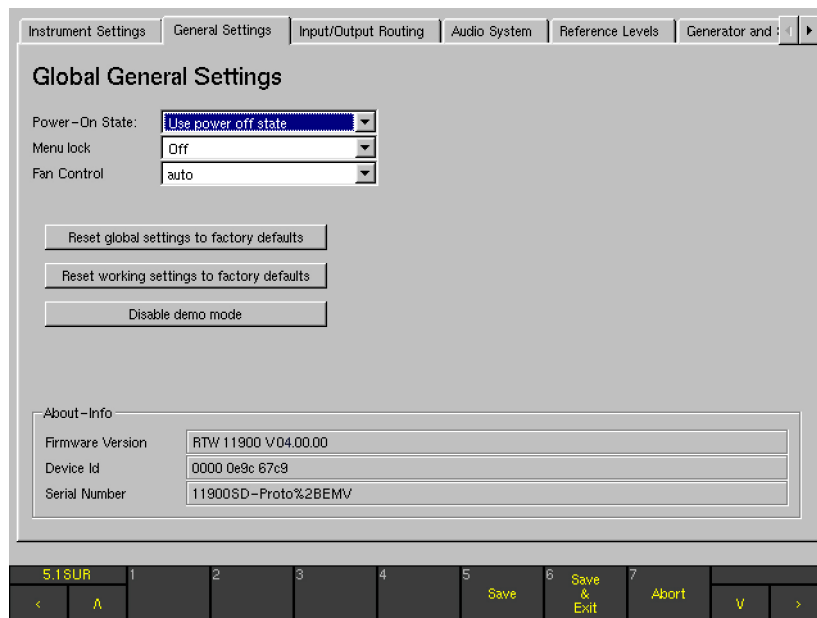 Instrument Settings General Settings Input/Output Routing Audio System Reference Levels Generator and
Global General Settings
Power-On State: Use power off state
Menu lock Off
Fan Control auto
Reset global settings to factory defaults
Reset working settings to factory defaults
Disable demo mode
About-Info
Firmware Version RTW 11900 V04.00.00
Device Id 0000 0e9c 67c9
Serial Number 11900SD-Proto%2BEMV
5.1SUR 1 2 3 4 5 6 7
Save
Save
&
Exit
Abort
< Λ V >